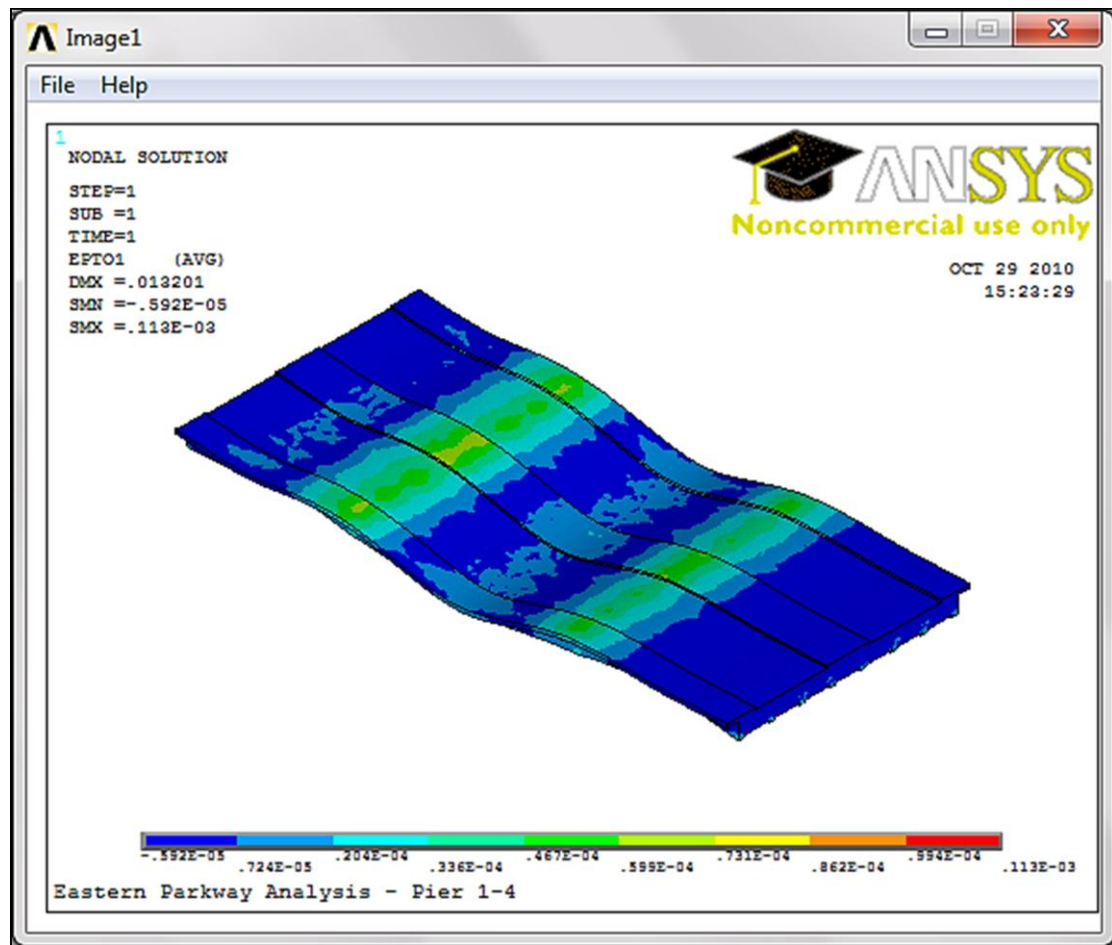 Image1
File Help
1
NODAL SOLUTION
STEP=1
SUB =1
TIME=1
EPTO1 (AVG)
DMX =.013201
SMN =-.592E-05
SMX =.113E-03
ANSYS
Noncommercial use only
OCT 29 2010
15:23:29
-.592E-05 .204E-04 .467E-04 .731E-04 .994E-04
.724E-05 .336E-04 .599E-04 .862E-04 .113E-03
Eastern Parkway Analysis - Pier 1-4